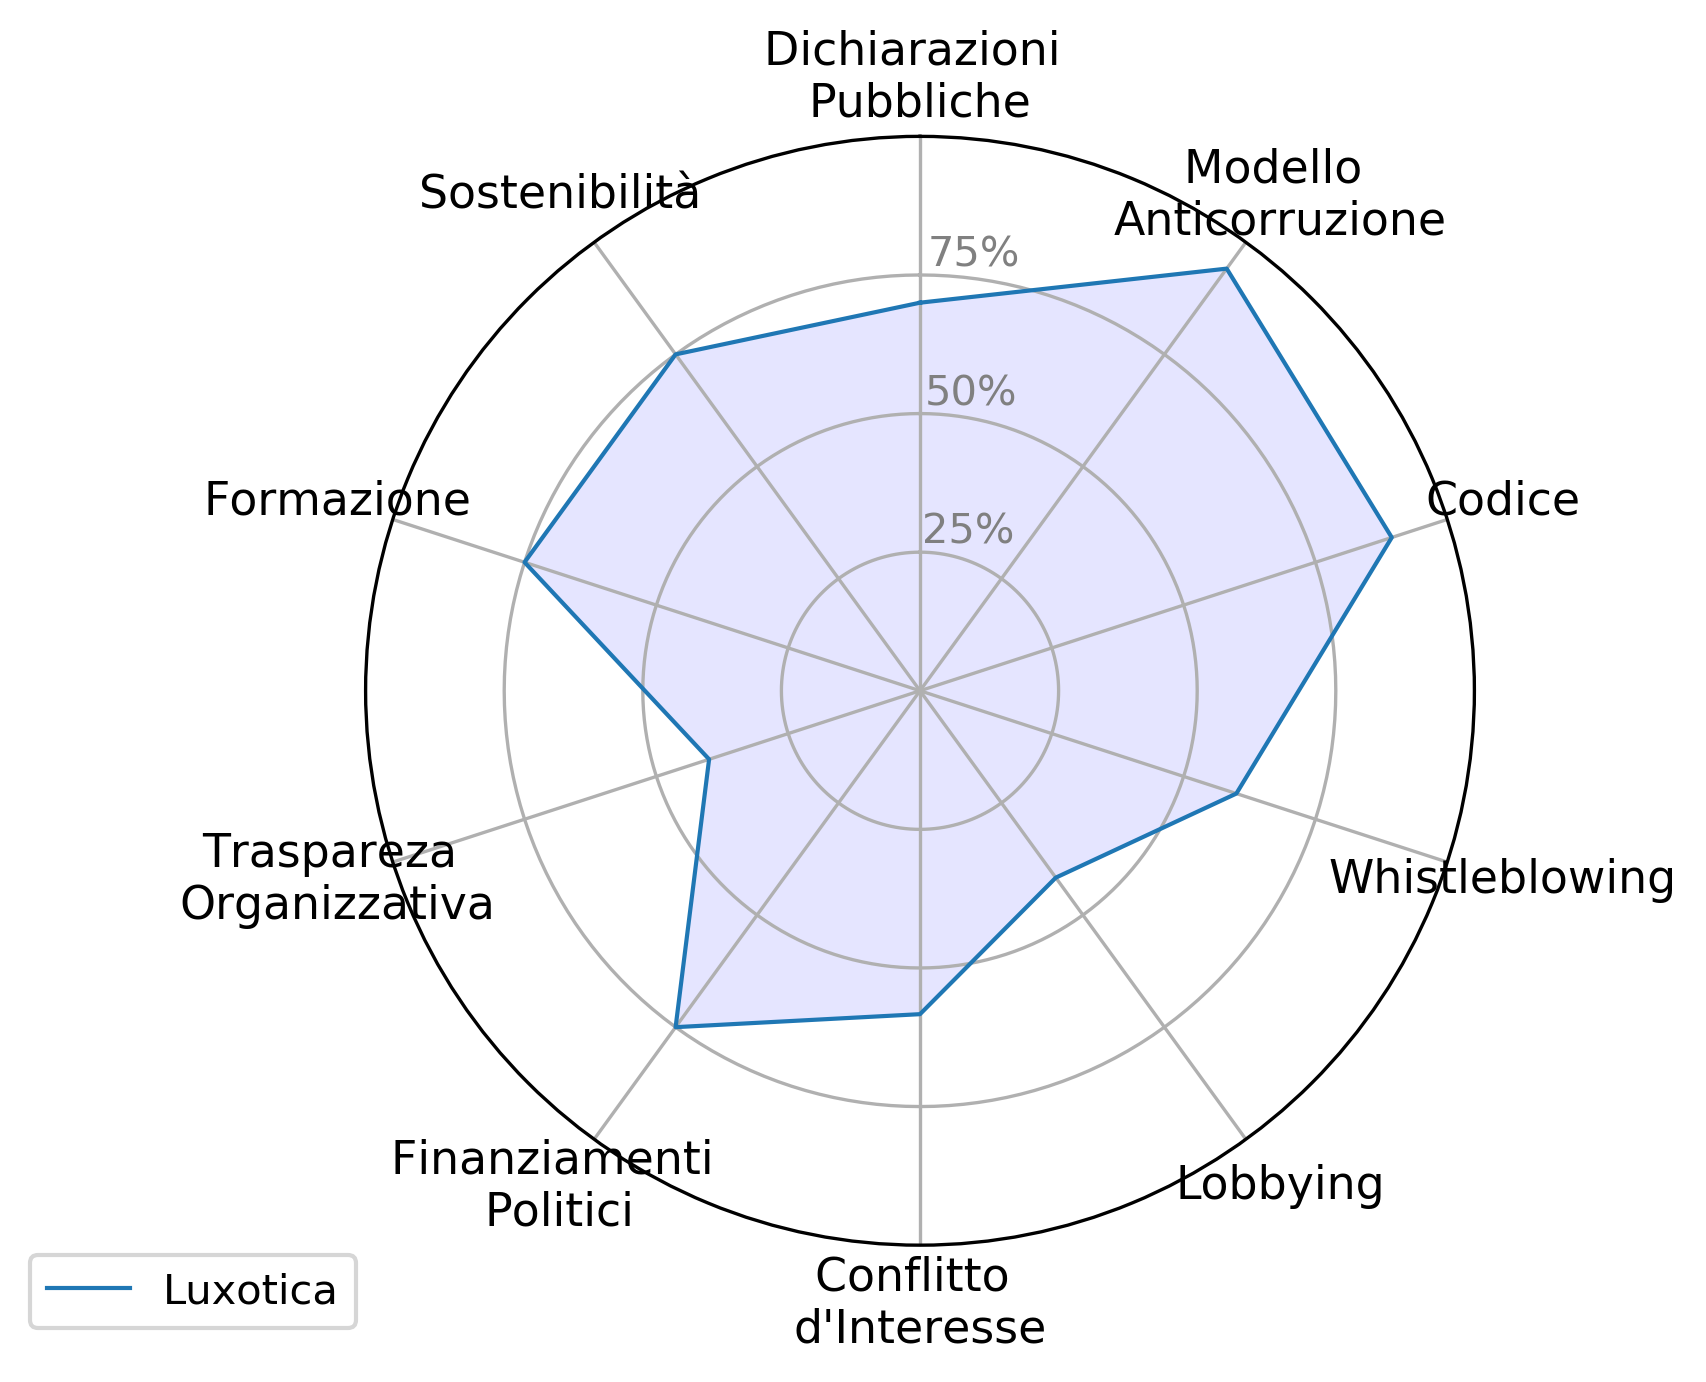 Dichiarazioni
Pubbliche
Modello
Anticorruzione
Sostenibilità
75%
50%
25%
Formazione
Codice
Traspareza
Organizzativa
Whistleblowing
Finanziamenti
Politici
Lobbying
Conflitto
d'Interesse
Luxotica